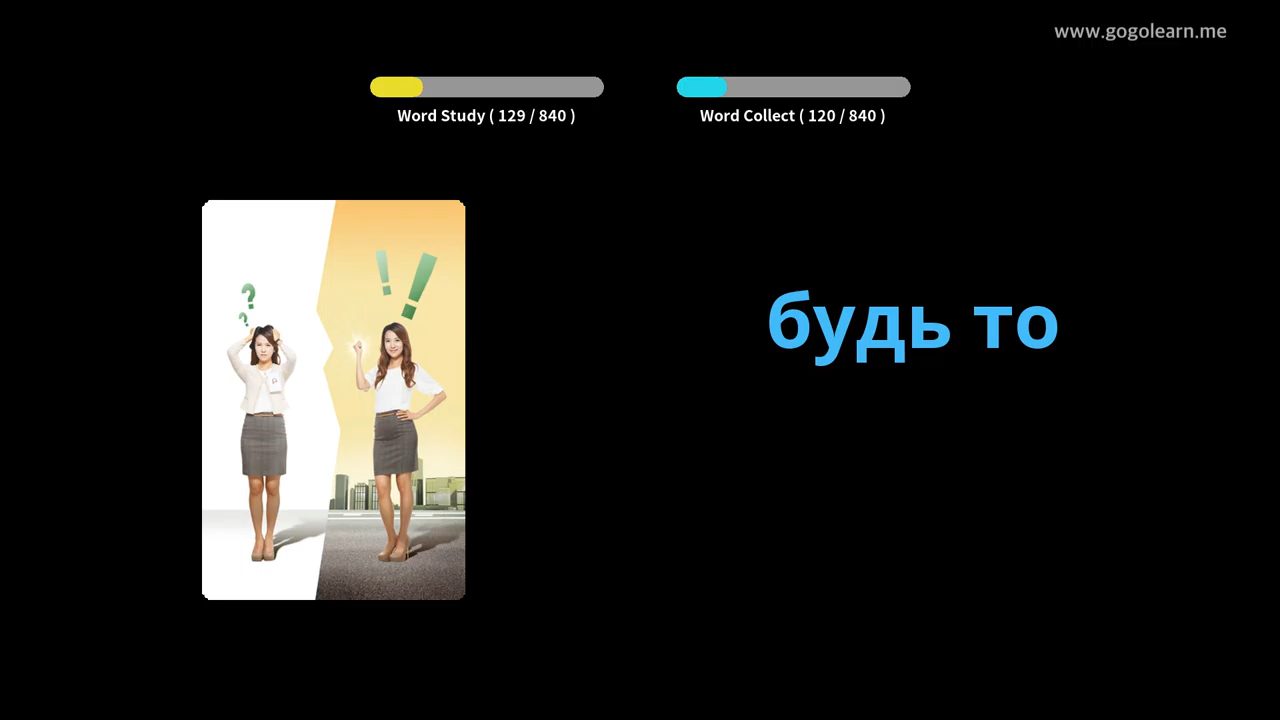 www.gogolearn.me
Word Study ( 129 / 840 )
Word Collect ( 120 / 840 )
? ?
! !
будь то